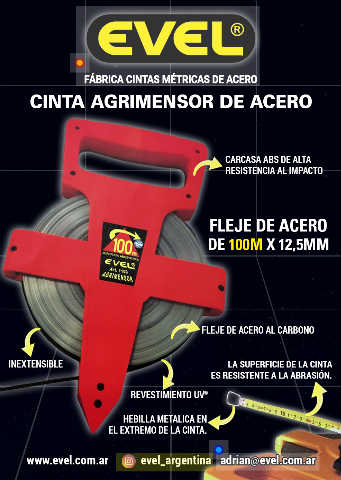 EVEL®
FÁBRICA CINTAS MÉTRICAS DE ACERO
CINTA AGRIMENSOR DE ACERO
CARCASA ABS DE ALTA
RESISTENCIA AL IMPACTO
FLEJE DE ACERO
DE 100M X 12,5MM
100
EVEL®
AGRIMENSOR
FLEJE DE ACERO AL CARBONO
INEXTENSIBLE
LA SUPERFICIE DE LA CINTA
ES RESISTENTE A LA ABRASIÓN.
REVESTIMIENTO UV*
HEBILLA METALICA EN
EL EXTREMO DE LA CINTA.
www.evel.com.ar evel_argentina adrian@evel.com.ar